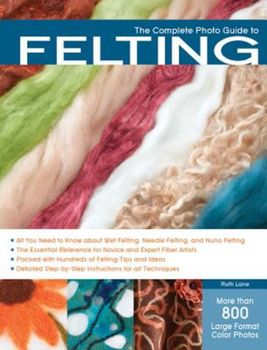 The Complete Photo Guide to
FELTING
All You Need to Know about Wet Felting, Needle Felting, and Nuno Felting
The Essential Reference for Novice and Expert Fiber Artists
Packed with Hundreds of Felting Tips and Ideas
Detailed Step-by-Step Instructions for all Techniques
Ruth Lane
More than
800
Large Format
Color Photos